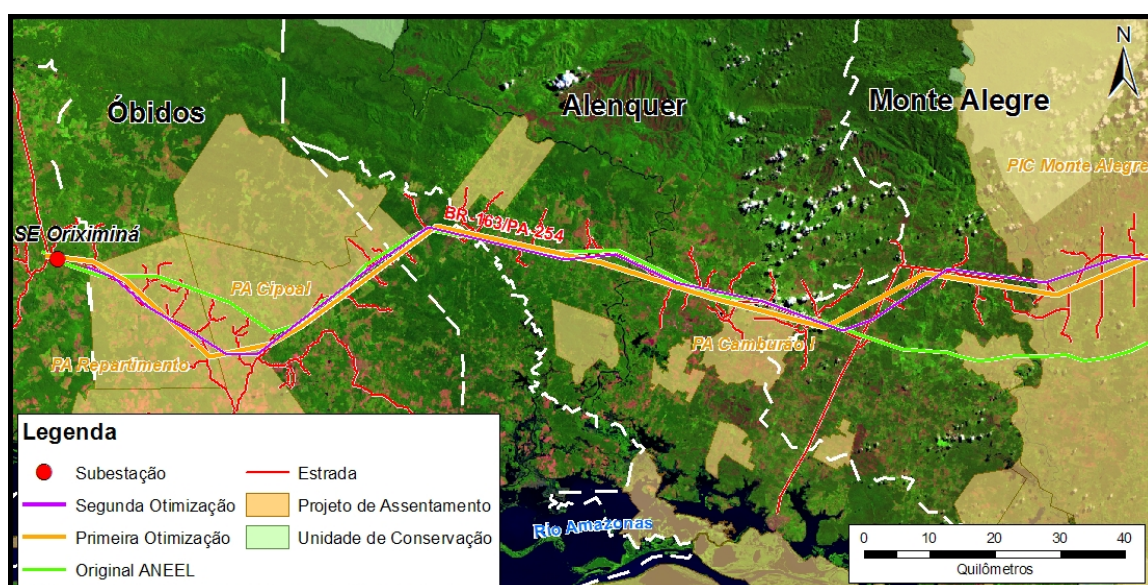 N
Óbidos
Alenquer
Monte Alegre
PIC Monte Alegre
BR-163/PA-254
SE Oriximiná
PA Cipoal
PA Repartimento
PA Camburão I
Rio Amazonas
Legenda
Subestação
Estrada
Segunda Otimização
Projeto de Assentamento
Primeira Otimização
Unidade de Conservação
Original ANEEL
0 10 20 30 40
Quilômetros